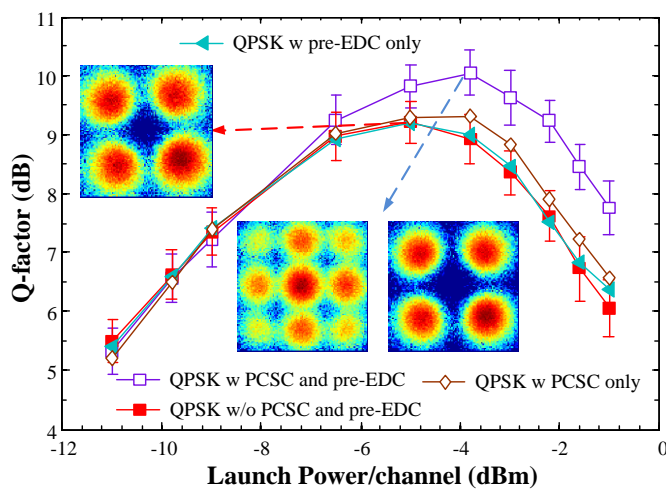 QPSK w pre-EDC only
11
10
9
8
7
6
5
4
Q-factor (dB)
QPSK w PCSC and pre-EDC
QPSK w PCSC only
QPSK w/o PCSC and pre-EDC
-12 -10 -8 -6 -4 -2 0
Launch Power/channel (dBm)